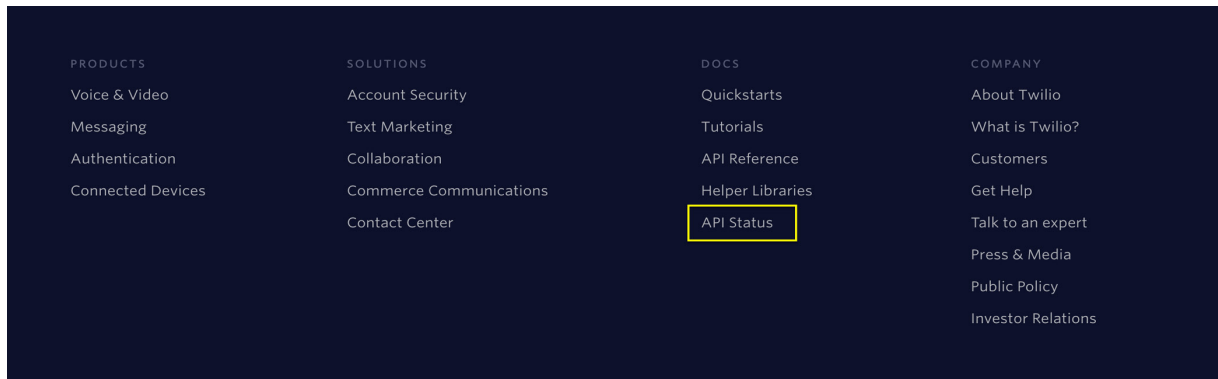 PRODUCTS
Voice & Video
Messaging
Authentication
Connected Devices
SOLUTIONS
Account Security
Text Marketing
Collaboration
Commerce Communications
Contact Center
DOCS
Quickstarts
Tutorials
API Reference
Helper Libraries
API Status
COMPANY
About Twilio
What is Twilio?
Customers
Get Help
Talk to an expert
Press & Media
Public Policy
Investor Relations